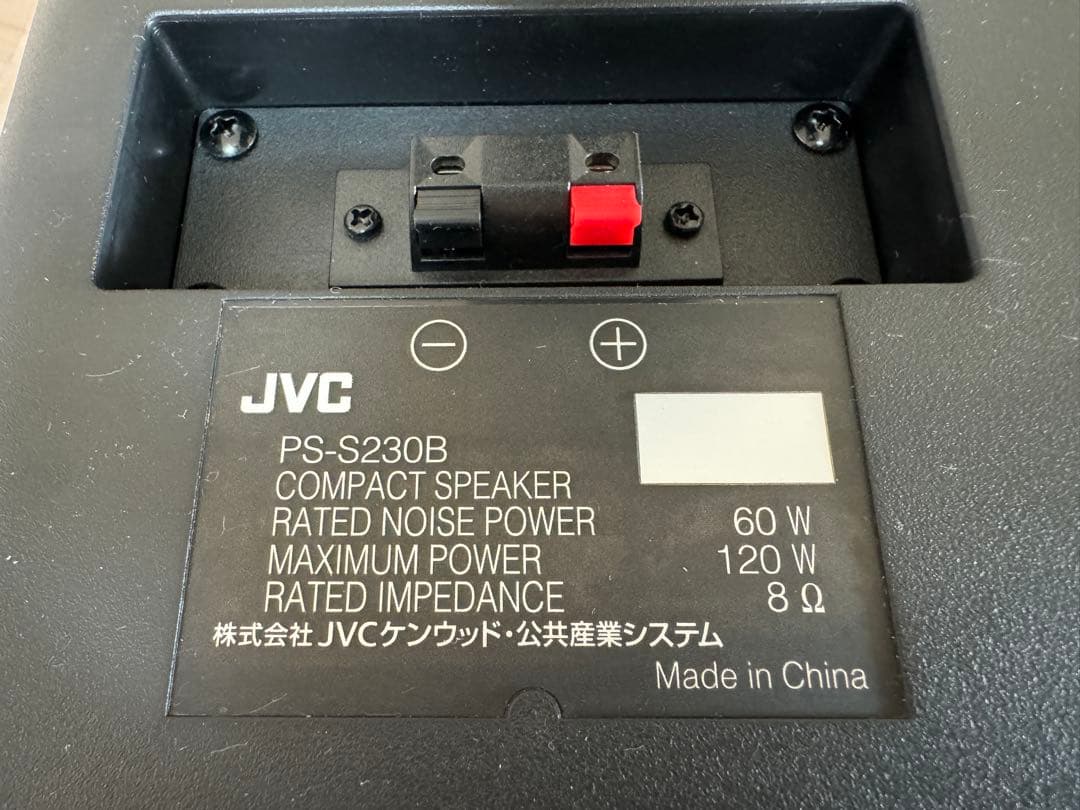 ⊖ ⊕
JVC
PS-S230B
COMPACT SPEAKER
RATED NOISE POWER 60 W
MAXIMUM POWER 120 W
RATED IMPEDANCE 8 Ω
株式会社 JVCケンウッド・公共産業システム
Made in China